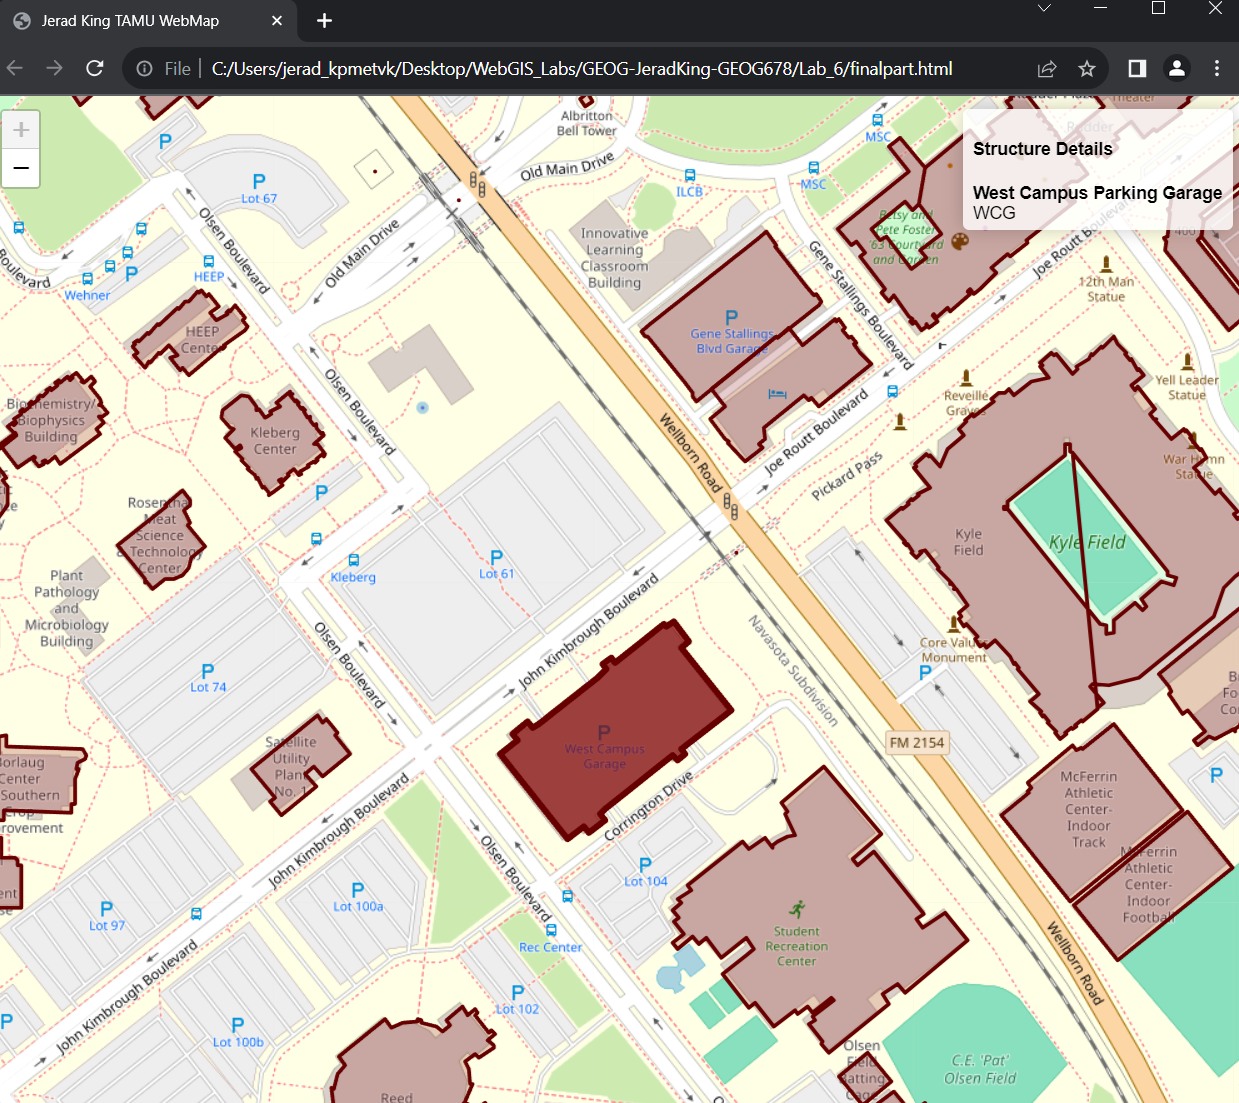 Jerad King TAMU WebMap
File
C:/Users/jerad_kpmetvk/Desktop/WebGIS_Labs/GEOG-JeradKing-GEOG678/Lab_6/finalpart.html
+
−
Structure Details
West Campus Parking Garage
WCG
Theater
Albritton
Bell Tower
Old Main Drive
MSC
P
P
Lot 67
ILCB
MSC
Betsy and
Pete Foster
'63 Courtyard
and Garden
Innovative
Learning
Classroom
Building
Olsen Boulevard
Old Main Drive
Gene Stallings Boulevard
Joe Routt Boulevard
Boulevard
HEEP
P
Wehner
12th Man
Statue
P
Gene Stallings
Blvd Garage
HEEP
Center
Olsen Boulevard
Yell Leader
Statue
Reveille
Graves
Biochemistry/
Biophysics
Building
Kleberg
Center
Wellborn Road
Joe Routt Boulevard
Pickard Pass
War Hymn
Statue
P
Rosenthal
Meat
Science
& Technology
Center
Kyle
Field
Kyle Field
P
Lot 61
Kleberg
Plant
Pathology
and
Microbiology
Building
John Kimbrough Boulevard
Navasota Subdivision
Core Values
Monument
P
Olsen Boulevard
P
Lot 74
P
West Campus
Garage
FM 2154
Satellite
Utility
Plant
No. 1
Borlaug
Center
Southern
Crop
Corrington Drive
McFerrin
Athletic
Center-
Indoor
Track
P
John Kimbrough Boulevard
Olsen Boulevard
McFerrin
Athletic
Center-
Indoor
Football
P
Lot 104
P
Lot 100a
P
Lot 97
Student
Recreation
Center
Rec Center
Wellborn Road
John Kimbrough Boulevard
P
Lot 102
P
P
Lot 100b
Olsen
Field
Batting
Cage
C.E. 'Pat'
Olsen Field
Reed